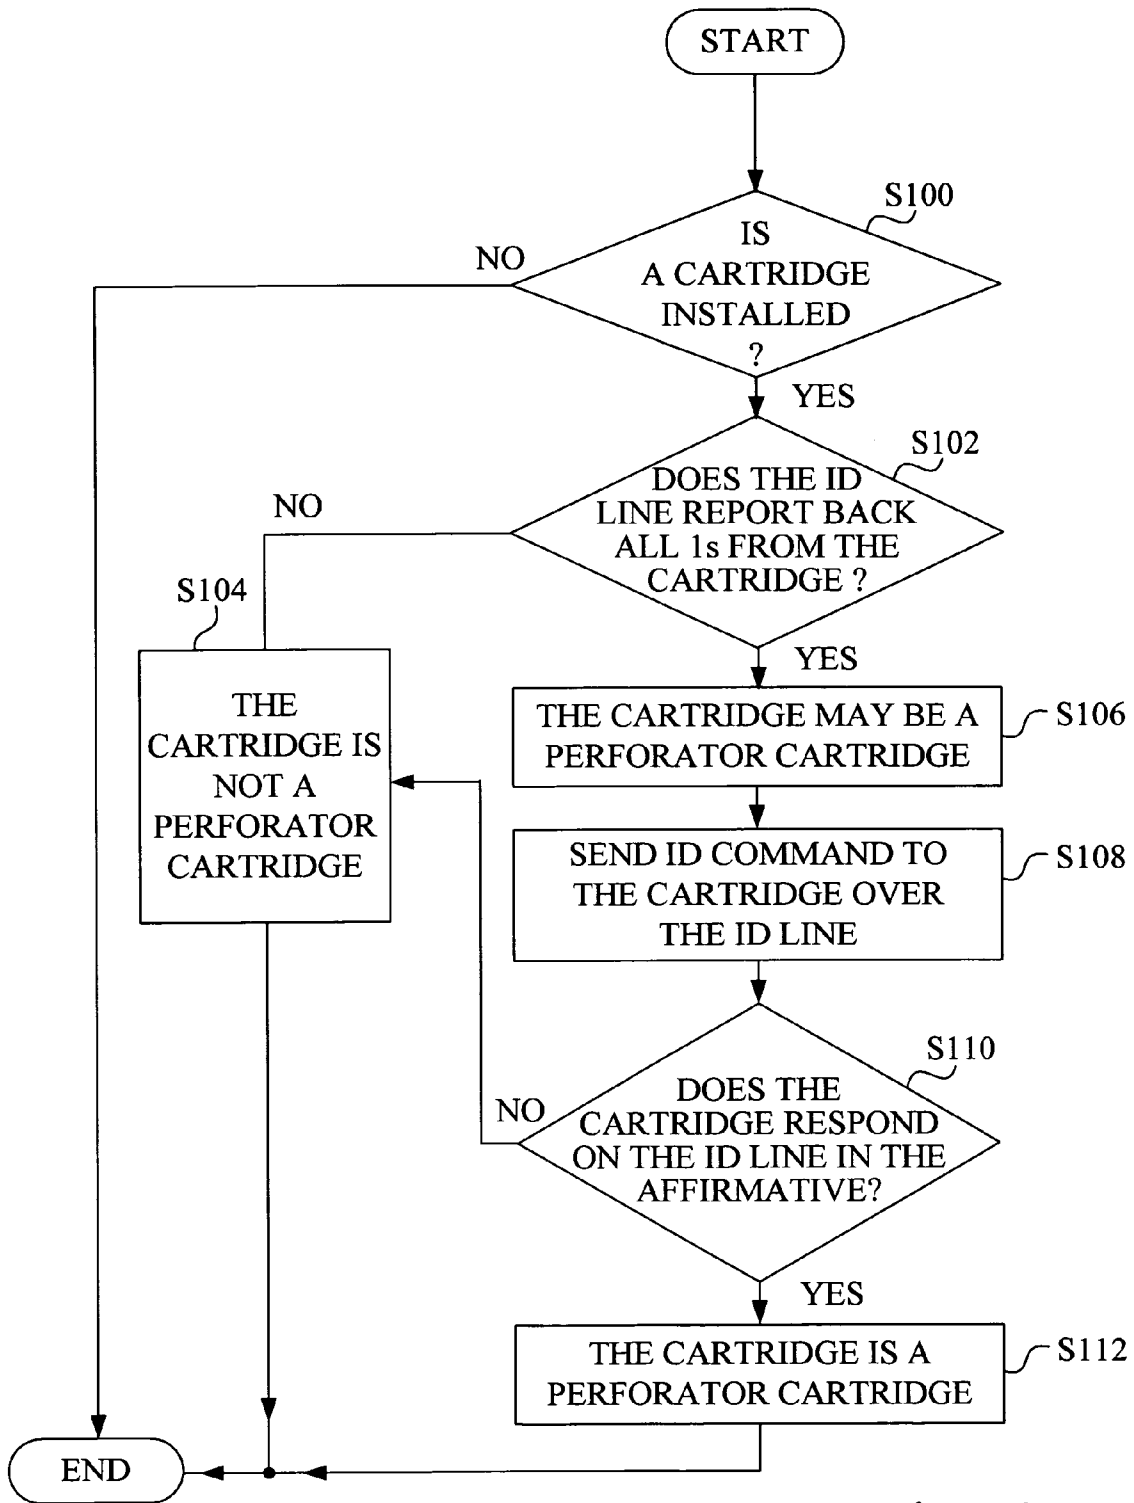 START
S100
IS
A CARTRIDGE
INSTALLED
?
NO
YES
S102
DOES THE ID
LINE REPORT BACK
ALL 1s FROM THE
CARTRIDGE ?
NO
YES
S104
THE
CARTRIDGE IS
NOT A
PERFORATOR
CARTRIDGE
THE CARTRIDGE MAY BE A
PERFORATOR CARTRIDGE
S106
SEND ID COMMAND TO
THE CARTRIDGE OVER
THE ID LINE
S108
S110
DOES THE
CARTRIDGE RESPOND
ON THE ID LINE IN THE
AFFIRMATIVE?
NO
YES
THE CARTRIDGE IS A
PERFORATOR CARTRIDGE
S112
END